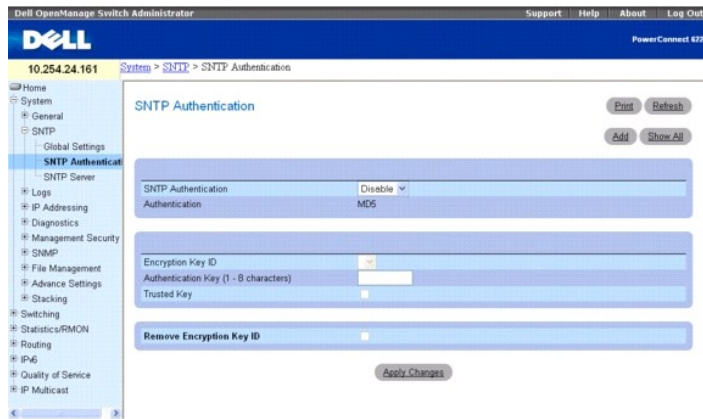 Dell OpenManage Switch Administrator
Support Help About Log Out
DELL
PowerConnect 622
10.254.24.161
System > SNTP > SNTP Authentication
Home
System
General
SNTP
Global Settings
SNTP Authenticati
SNTP Server
Logs
IP Addressing
Diagnostics
Management Security
SNMP
File Management
Advance Settings
Stacking
Switching
Statistics/RMON
Routing
IPv6
Quality of Service
IP Multicast
SNTP Authentication
Print Refresh
Add Show All
SNTP Authentication Disable
Authentication MD5
Encryption Key ID
Authentication Key (1 - 8 characters)
Trusted Key
Remove Encryption Key ID
Apply Changes